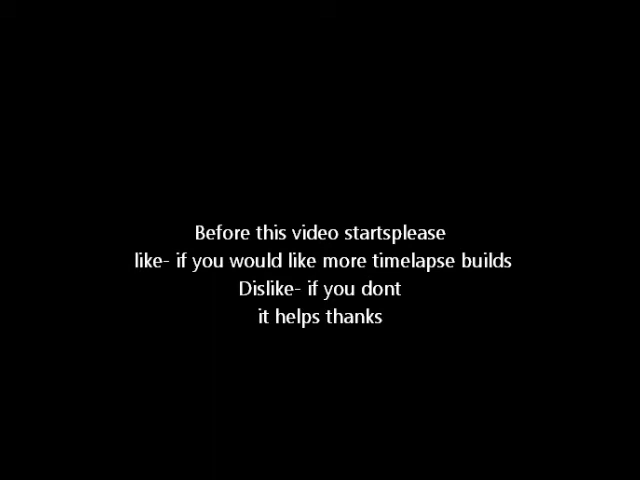 Before this video startsplease
like- if you would like more timelapse builds
Dislike- if you dont
it helps thanks